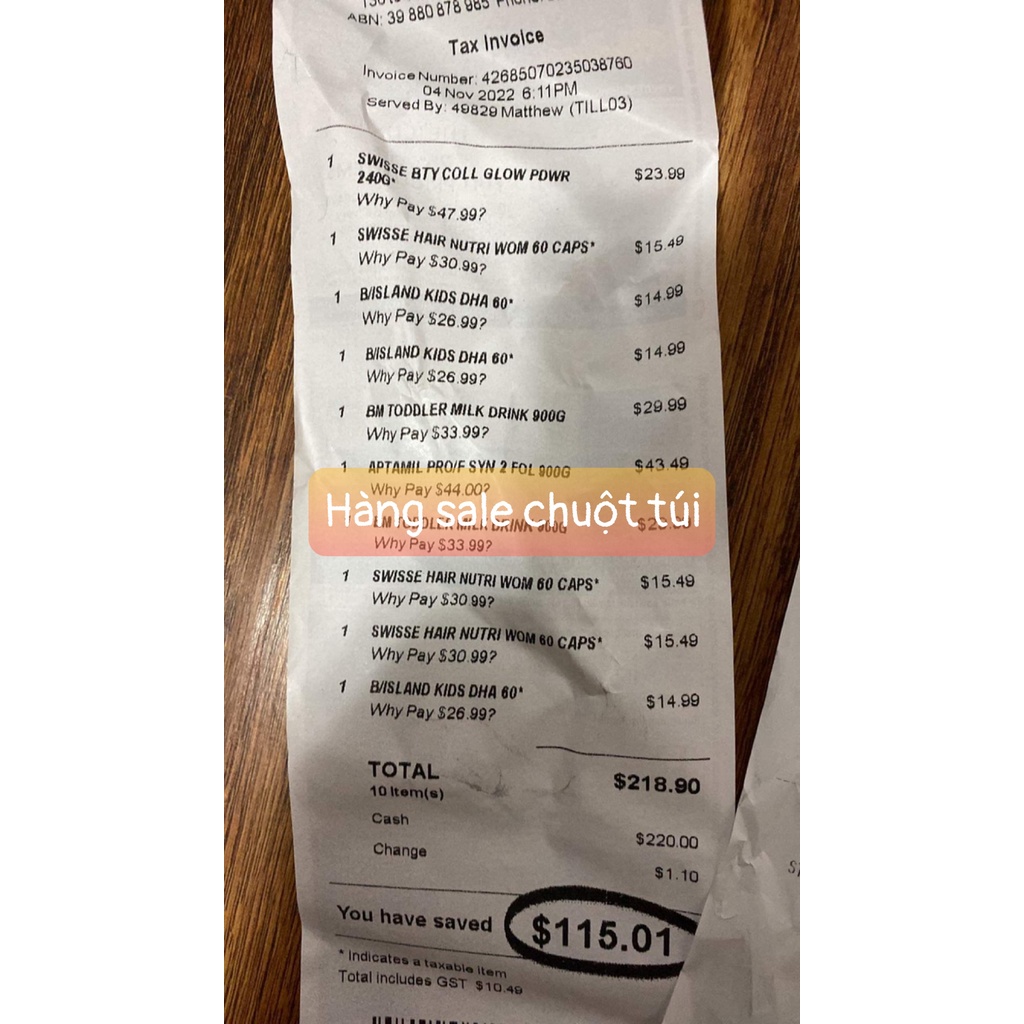 ABN: 39 880 878 985
Tax Invoice
Invoice Number: 42685070235038760
04 Nov 2022 6:11PM
Served By: 49829 Matthew (TILL03)
1 SWISSE BTY COLL GLOW PDWR $23.99
240G*
Why Pay $47.99?
1 SWISSE HAIR NUTRI WOM 60 CAPS* $15.49
Why Pay $30.99?
1 B/ISLAND KIDS DHA 60* $14.99
Why Pay $26.99?
1 B/ISLAND KIDS DHA 60* $14.99
Why Pay $26.99?
1 BM TODDLER MILK DRINK 900G $29.99
Why Pay $33.99?
1 APTAMIL PRO/F SYN 2 FOL 900G $43.49
Why Pay $44.00?
Hàng sale chuột túi
BM TODDLER MILK DRINK 900G
Why Pay $33.99?
1 SWISSE HAIR NUTRI WOM 60 CAPS* $15.49
Why Pay $30.99?
1 SWISSE HAIR NUTRI WOM 60 CAPS* $15.49
Why Pay $30.99?
1 B/ISLAND KIDS DHA 60* $14.99
Why Pay $26.99?
TOTAL $218.90
10 Item(s)
Cash $220.00
Change $1.10
You have saved $115.01
* Indicates a taxable item
Total includes GST $10.49